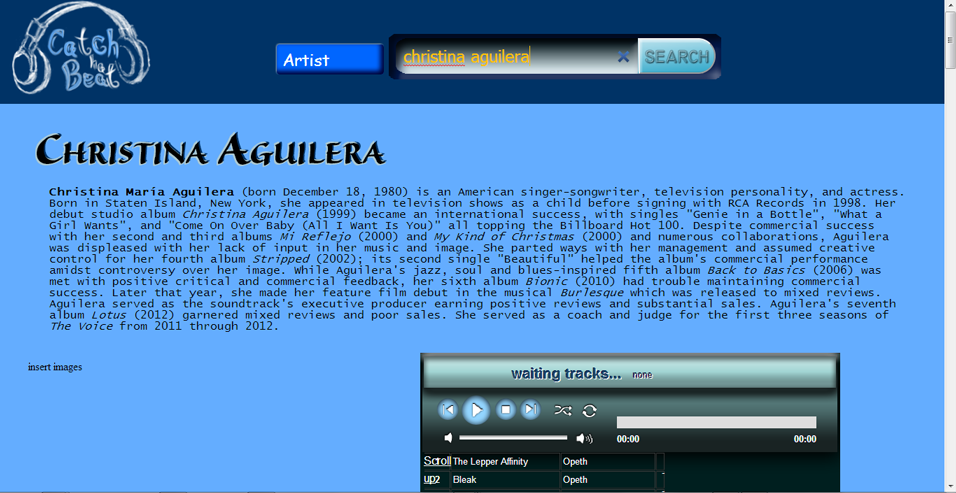 Catch
the
Beat
Artist
christina aguilera
SEARCH
CHRISTINA AGUILERA
Christina María Aguilera (born December 18, 1980) is an American singer-songwriter, television personality, and actress.
Born in Staten Island, New York, she appeared in television shows as a child before signing with RCA Records in 1998. Her
debut studio album Christina Aguilera (1999) became an international success, with singles "Genie in a Bottle", "What a
Girl Wants", and "Come On Over Baby (All I Want Is You)" all topping the Billboard Hot 100. Despite commercial success
with her second and third albums Mi Reflejo (2000) and My Kind of Christmas (2000) and numerous collaborations, Aguilera
was displeased with her lack of input in her music and image. She parted ways with her management and assumed creative
control for her fourth album Stripped (2002); its second single "Beautiful" helped the album's commercial performance
amidst controversy over her image. While Aguilera's jazz, soul and blues-inspired fifth album Back to Basics (2006) was
met with positive critical and commercial feedback, her sixth album Bionic (2010) had trouble maintaining commercial
success. Later that year, she made her feature film debut in the musical Burlesque which was released to mixed reviews.
Aguilera served as the soundtrack's executive producer earning positive reviews and substantial sales. Aguilera's seventh
album Lotus (2012) garnered mixed reviews and poor sales. She served as a coach and judge for the first three seasons of
The Voice from 2011 through 2012.
insert images
waiting tracks... none
00:00 00:00
Scroll The Lepper Affinity Opeth
up2 Bleak Opeth